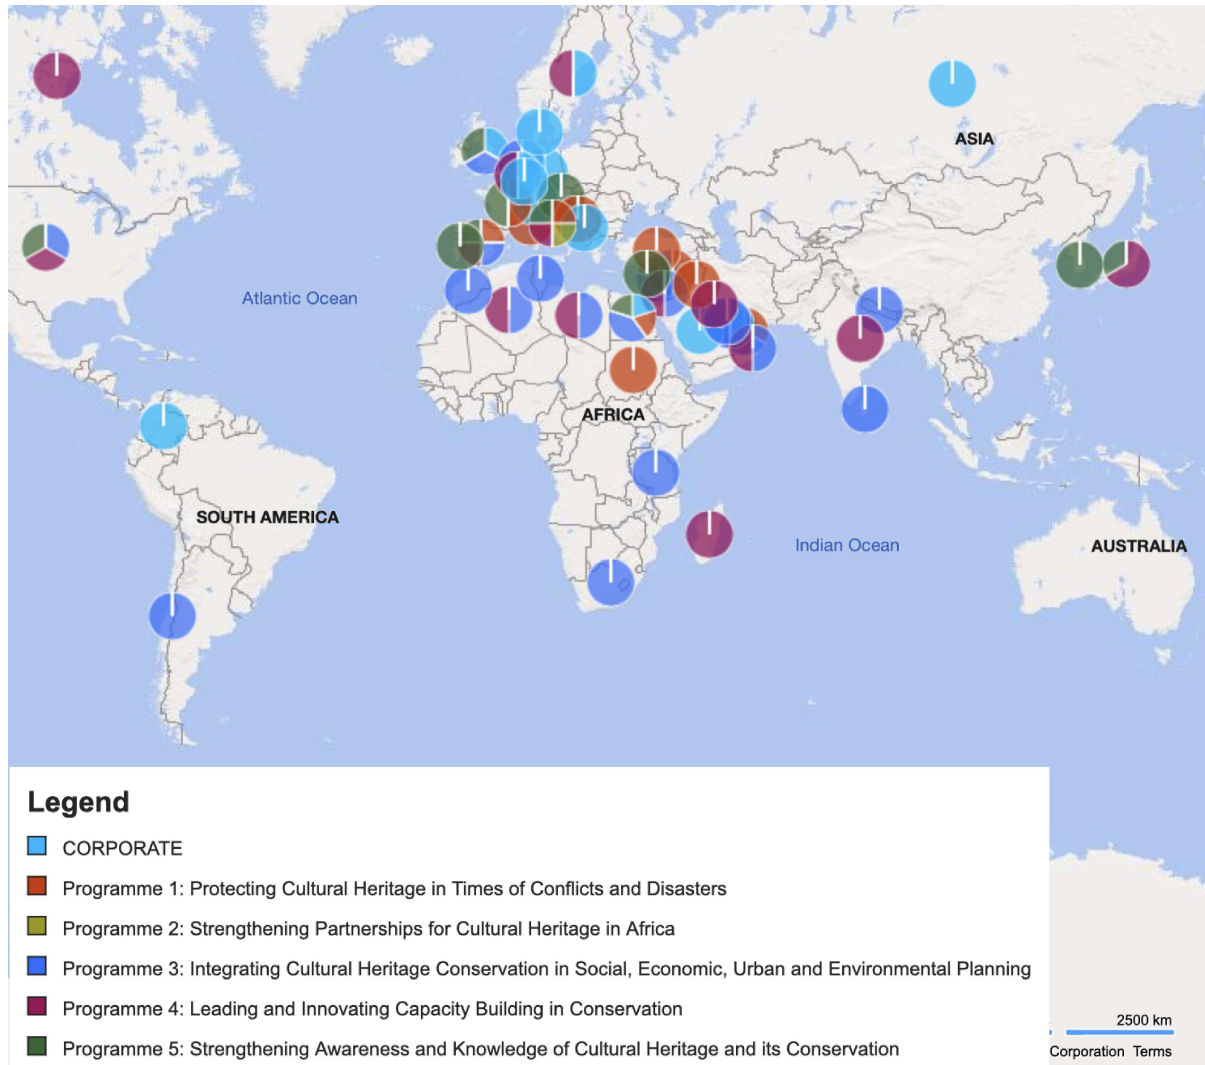 ASIA
Atlantic Ocean
AFRICA
SOUTH AMERICA
Indian Ocean
AUSTRALIA
Legend
CORPORATE
Programme 1: Protecting Cultural Heritage in Times of Conflicts and Disasters
Programme 2: Strengthening Partnerships for Cultural Heritage in Africa
Programme 3: Integrating Cultural Heritage Conservation in Social, Economic, Urban and Environmental Planning
Programme 4: Leading and Innovating Capacity Building in Conservation
Programme 5: Strengthening Awareness and Knowledge of Cultural Heritage and its Conservation
2500 km
Corporation Terms